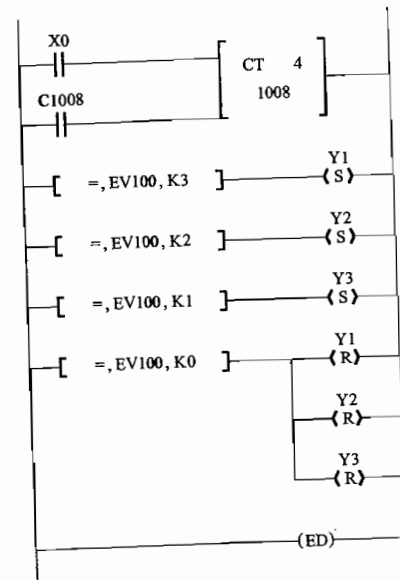 X0
CT 4
1008
C1008
Y1
=, EV100, K3 S
Y2
=, EV100, K2 S
Y3
=, EV100, K1 S
Y1
=, EV100, K0 R
Y2
R
Y3
R
(ED)